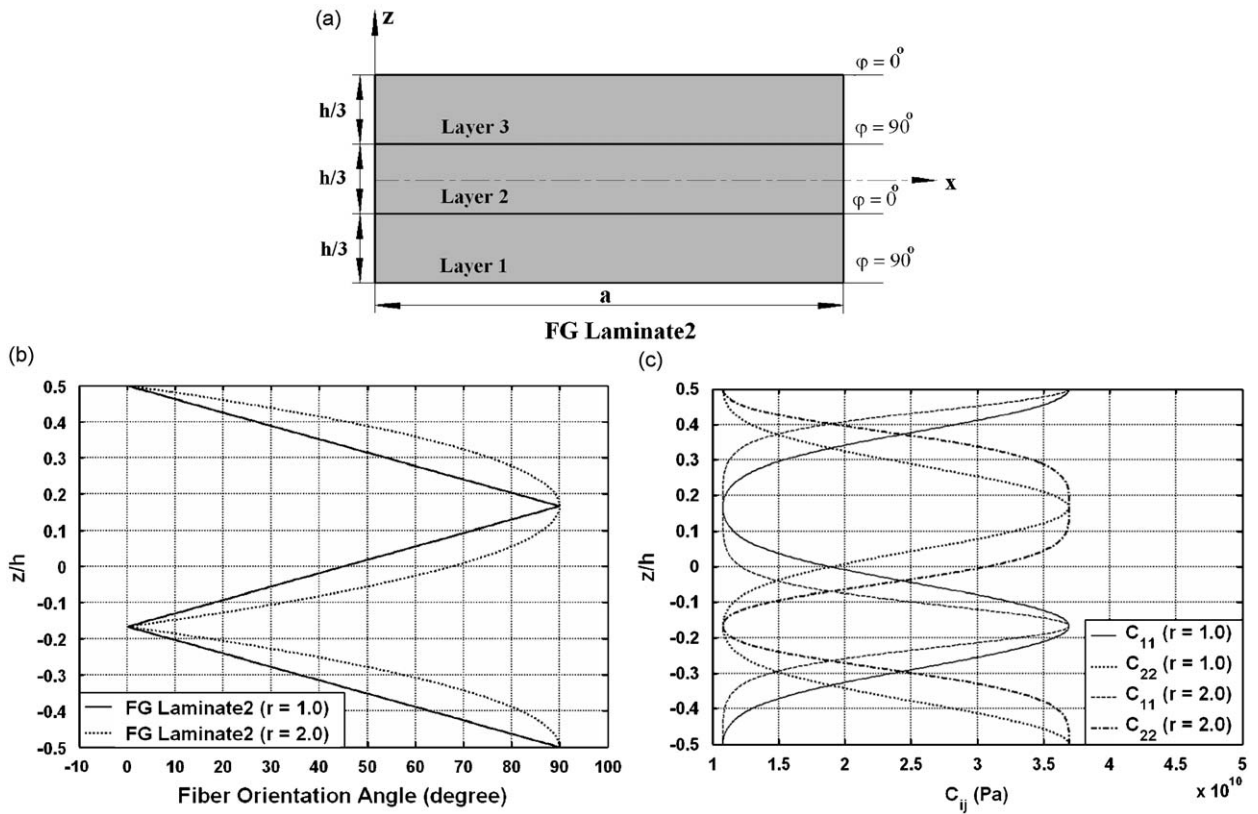 (a)
z
φ = 0°
h/3
Layer 3
φ = 90°
h/3
x
Layer 2
φ = 0°
h/3
Layer 1
φ = 90°
a
FG Laminate2
(b)
0.5
0.4
0.3
0.2
0.1
0
-0.1
-0.2
-0.3
-0.4
-0.5
z/h
FG Laminate2 (r = 1.0)
FG Laminate2 (r = 2.0)
-10 0 10 20 30 40 50 60 70 80 90 100
Fiber Orientation Angle (degree)
(c)
0.5
0.4
0.3
0.2
0.1
0
-0.1
-0.2
-0.3
-0.4
-0.5
z/h
C11 (r = 1.0)
C22 (r = 1.0)
C11 (r = 2.0)
C22 (r = 2.0)
1 1.5 2 2.5 3 3.5 4 4.5 5
x 10^10
Cij (Pa)